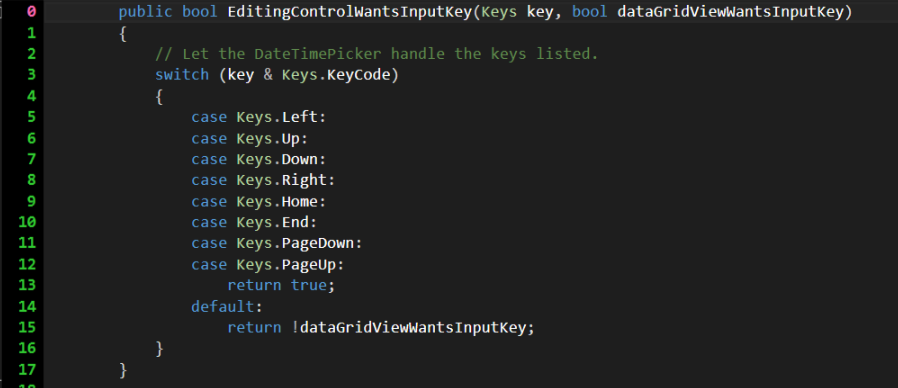 0 public bool EditingControlWantsInputKey(Keys key, bool dataGridViewWantsInputKey)
1 {
2 // Let the DateTimePicker handle the keys listed.
3 switch (key & Keys.KeyCode)
4 {
5 case Keys.Left:
6 case Keys.Up:
7 case Keys.Down:
8 case Keys.Right:
9 case Keys.Home:
10 case Keys.End:
11 case Keys.PageDown:
12 case Keys.PageUp:
13 return true;
14 default:
15 return !dataGridViewWantsInputKey;
16 }
17 }